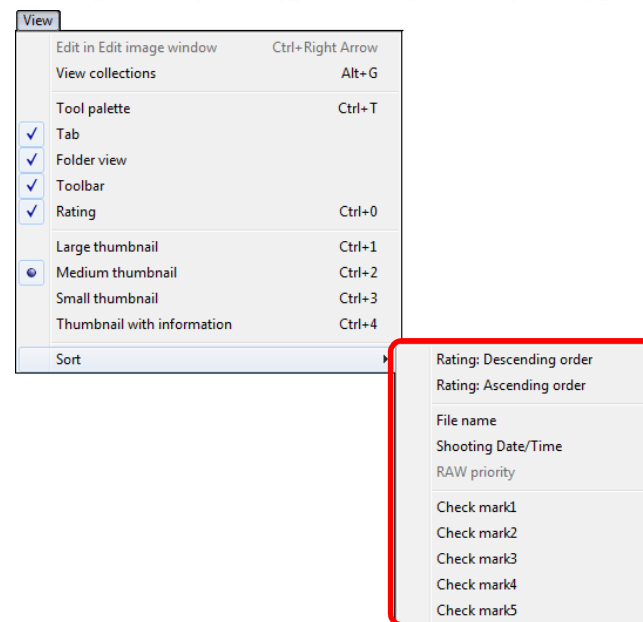 View
Edit in Edit image window Ctrl+Right Arrow
View collections Alt+G
Tool palette Ctrl+T
Tab
Folder view
Toolbar
Rating Ctrl+0
Large thumbnail Ctrl+1
Medium thumbnail Ctrl+2
Small thumbnail Ctrl+3
Thumbnail with information Ctrl+4
Sort
Rating: Descending order
Rating: Ascending order
File name
Shooting Date/Time
RAW priority
Check mark1
Check mark2
Check mark3
Check mark4
Check mark5